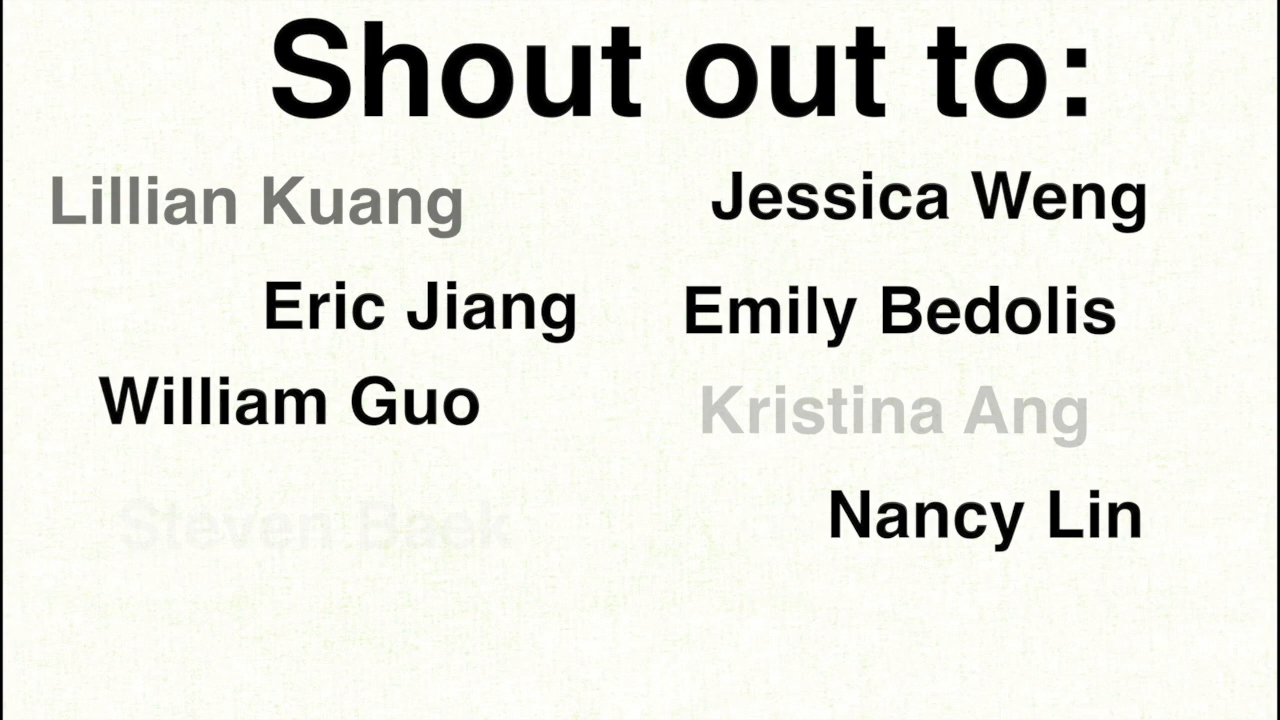 Shout out to:
Lillian Kuang
Jessica Weng
Eric Jiang
Emily Bedolis
William Guo
Kristina Ang
Steven Baek
Nancy Lin